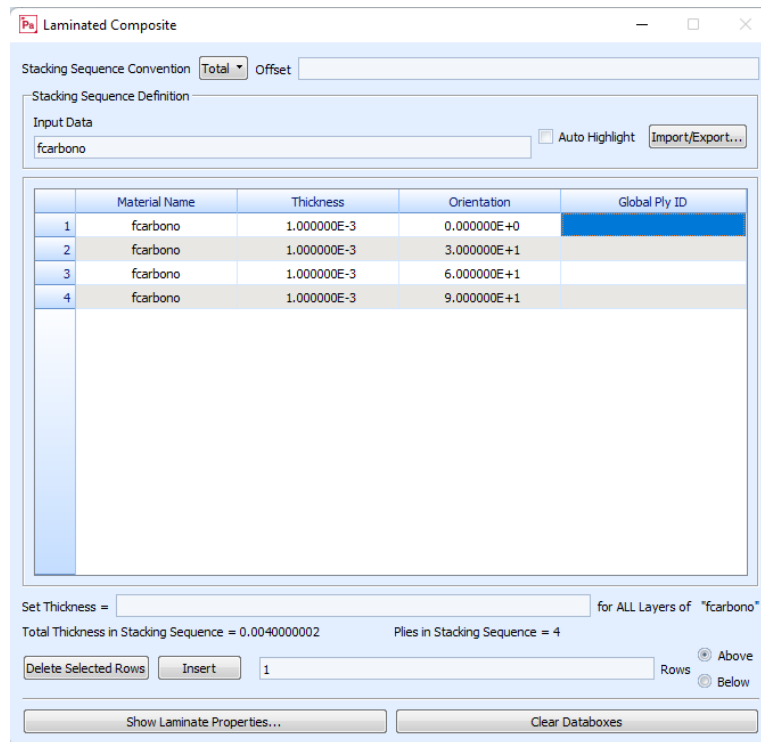 Pa Laminated Composite
Stacking Sequence Convention Total Offset
Stacking Sequence Definition
Input Data
fcarbono
Auto Highlight Import/Export...
Material Name Thickness Orientation Global Ply ID
1 fcarbono 1.000000E-3 0.000000E+0
2 fcarbono 1.000000E-3 3.000000E+1
3 fcarbono 1.000000E-3 6.000000E+1
4 fcarbono 1.000000E-3 9.000000E+1
Set Thickness = for ALL Layers of "fcarbono"
Total Thickness in Stacking Sequence = 0.0040000002 Plies in Stacking Sequence = 4
Delete Selected Rows Insert 1 Rows Above
Below
Show Laminate Properties... Clear Databoxes